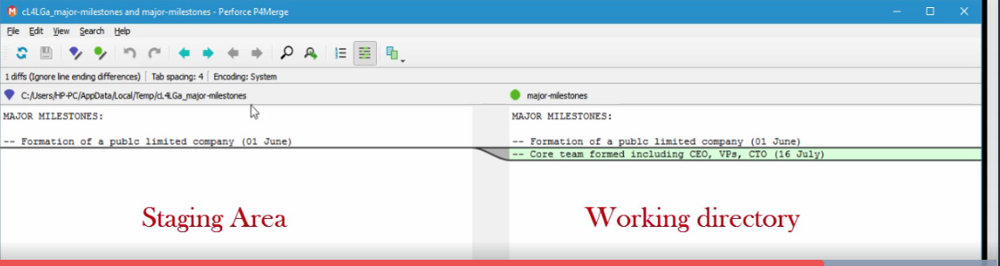 cL4LGa_major-milestones and major-milestones - Perforce P4Merge
File Edit View Search Help
1 diffs (Ignore line ending differences) Tab spacing: 4 Encoding: System
C:/Users/HP-PC/AppData/Local/Temp/cL4LGa_major-milestones
major-milestones
MAJOR MILESTONES:
MAJOR MILESTONES:
-- Formation of a publc limited company (01 June)
-- Formation of a publc limited company (01 June)
-- Core team formed including CEO, VPs, CTO (16 July)
Staging Area
Working directory